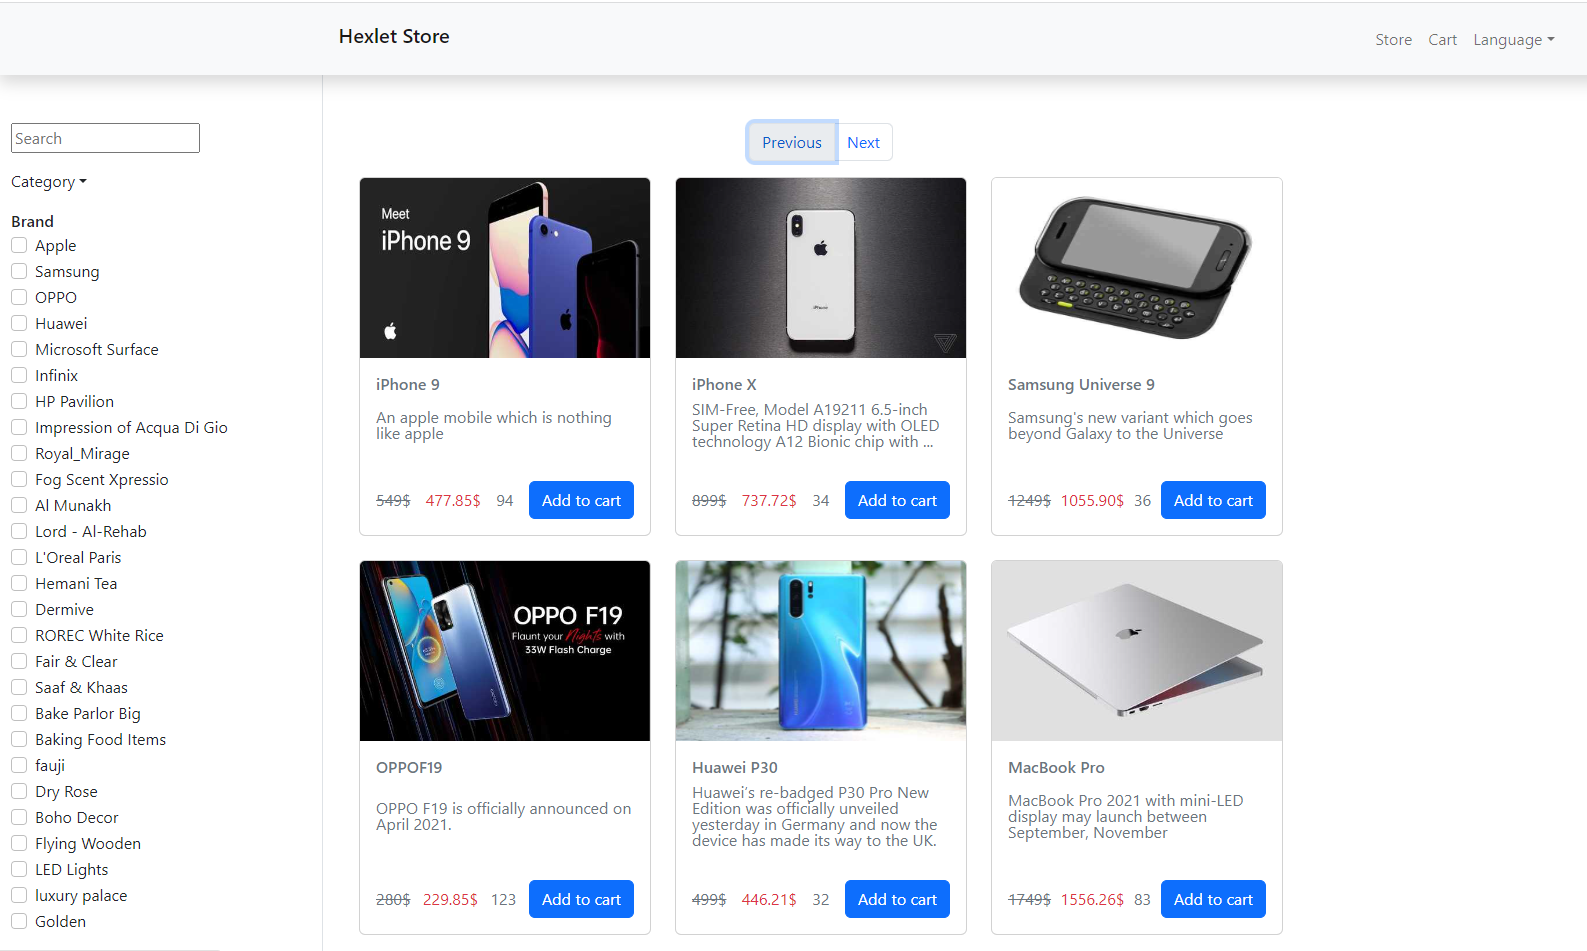 Hexlet Store
Store Cart Language
Search
Category
Brand
Apple
Samsung
OPPO
Huawei
Microsoft Surface
Infinix
HP Pavilion
Impression of Acqua Di Gio
Royal_Mirage
Fog Scent Xpressio
Al Munakh
Lord - Al-Rehab
L'Oreal Paris
Hemani Tea
Dermive
ROREC White Rice
Fair & Clear
Saaf & Khaas
Bake Parlor Big
Baking Food Items
fauji
Dry Rose
Boho Decor
Flying Wooden
LED Lights
luxury palace
Golden
Previous Next
Meet
iPhone 9
iPhone 9
An apple mobile which is nothing
like apple
549$ 477.85$ 94 Add to cart
iPhone X
SIM-Free, Model A19211 6.5-inch
Super Retina HD display with OLED
technology A12 Bionic chip with ...
899$ 737.72$ 34 Add to cart
Samsung Universe 9
Samsung's new variant which goes
beyond Galaxy to the Universe
1249$ 1055.90$ 36 Add to cart
OPPO F19
Flaunt your Nights with
33W Flash Charge
OPPOF19
OPPO F19 is officially announced on
April 2021.
280$ 229.85$ 123 Add to cart
Huawei P30
Huawei’s re-badged P30 Pro New
Edition was officially unveiled
yesterday in Germany and now the
device has made its way to the UK.
499$ 446.21$ 32 Add to cart
MacBook Pro
MacBook Pro 2021 with mini-LED
display may launch between
September, November
1749$ 1556.26$ 83 Add to cart